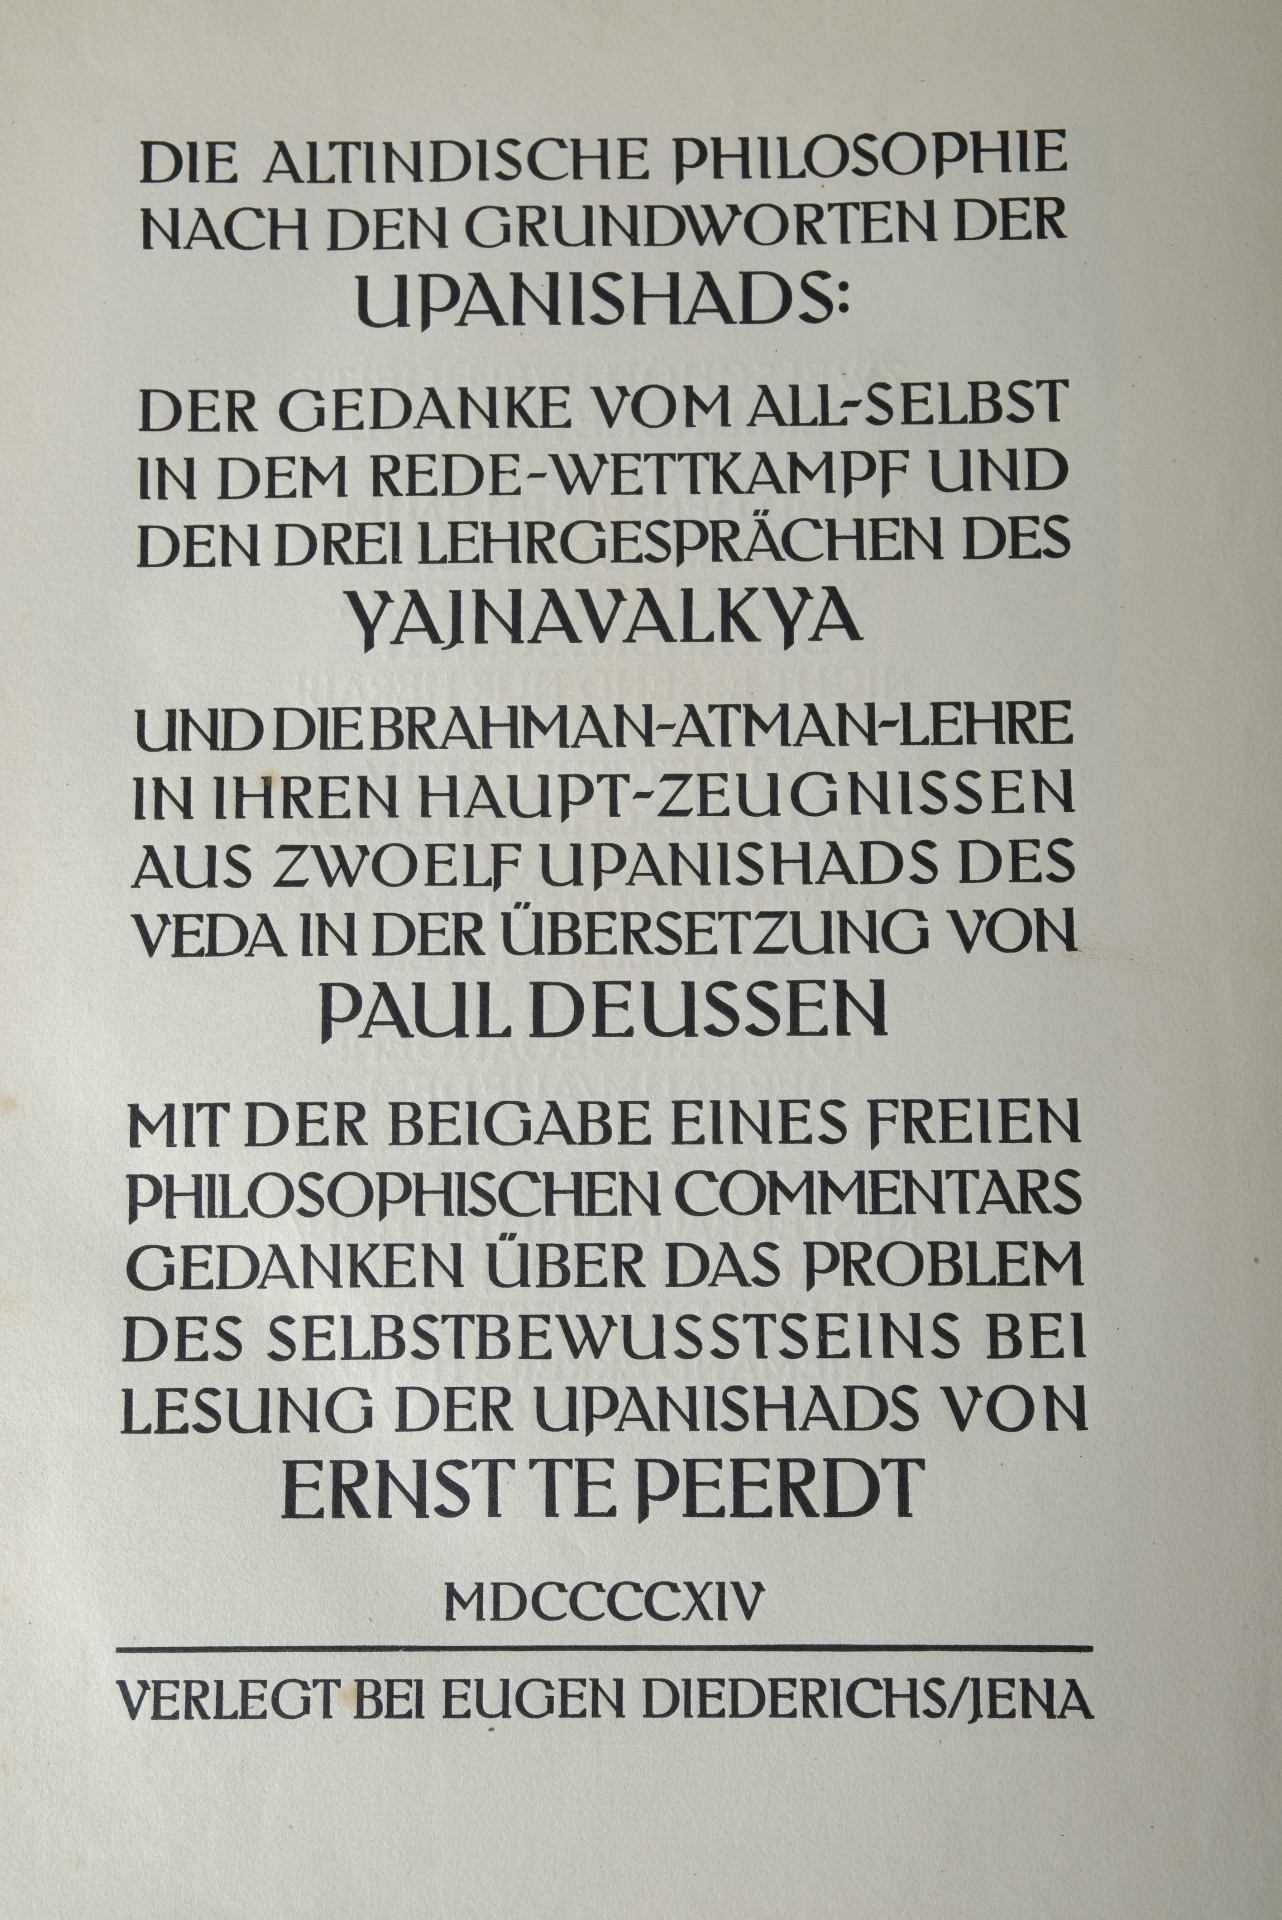 DIE ALTINDISCHE PHILOSOPHIE
NACH DEN GRUNDWORTEN DER
UPANISHADS:
DER GEDANKE VOM ALL-SELBST
IN DEM REDE-WETTKAMPF UND
DEN DREI LEHRGESPRÄCHEN DES
YAJNAVALKYA
UND DIE BRAHMAN-ATMAN-LEHRE
IN IHREN HAUPT-ZEUGNISSEN
AUS ZWOELF UPANISHADS DES
VEDA IN DER ÜBERSETZUNG VON
PAUL DEUSSEN
MIT DER BEIGABE EINES FREIEN
PHILOSOPHISCHEN COMMENTARS
GEDANKEN ÜBER DAS PROBLEM
DES SELBSTBEWUSSTSEINS BEI
LESUNG DER UPANISHADS VON
ERNST TE PEERDT
MDCCCCXIV
VERLEGT BEI EUGEN DIEDERICHS/JENA